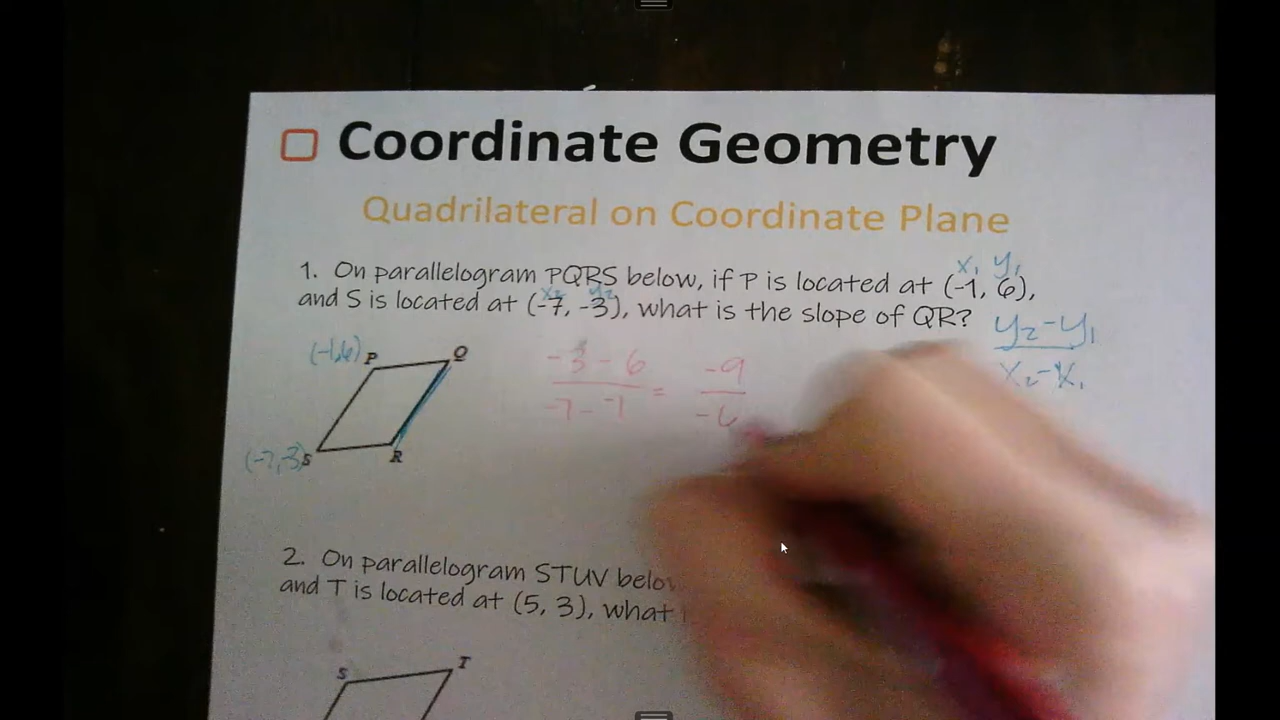 Coordinate Geometry
Quadrilateral on Coordinate Plane
x₁ y₁
1. On parallelogram PQRS below, if P is located at (-1, 6),
x₂ y₂
and S is located at (-7, -3), what is the slope of QR?
y₂-y₁
x₂-x₁
(-1,6) P Q
-3-6 = -9
-7--1 -6
(-7,-3) S R
2. On parallelogram STUV below
and T is located at (5, 3), what
S T